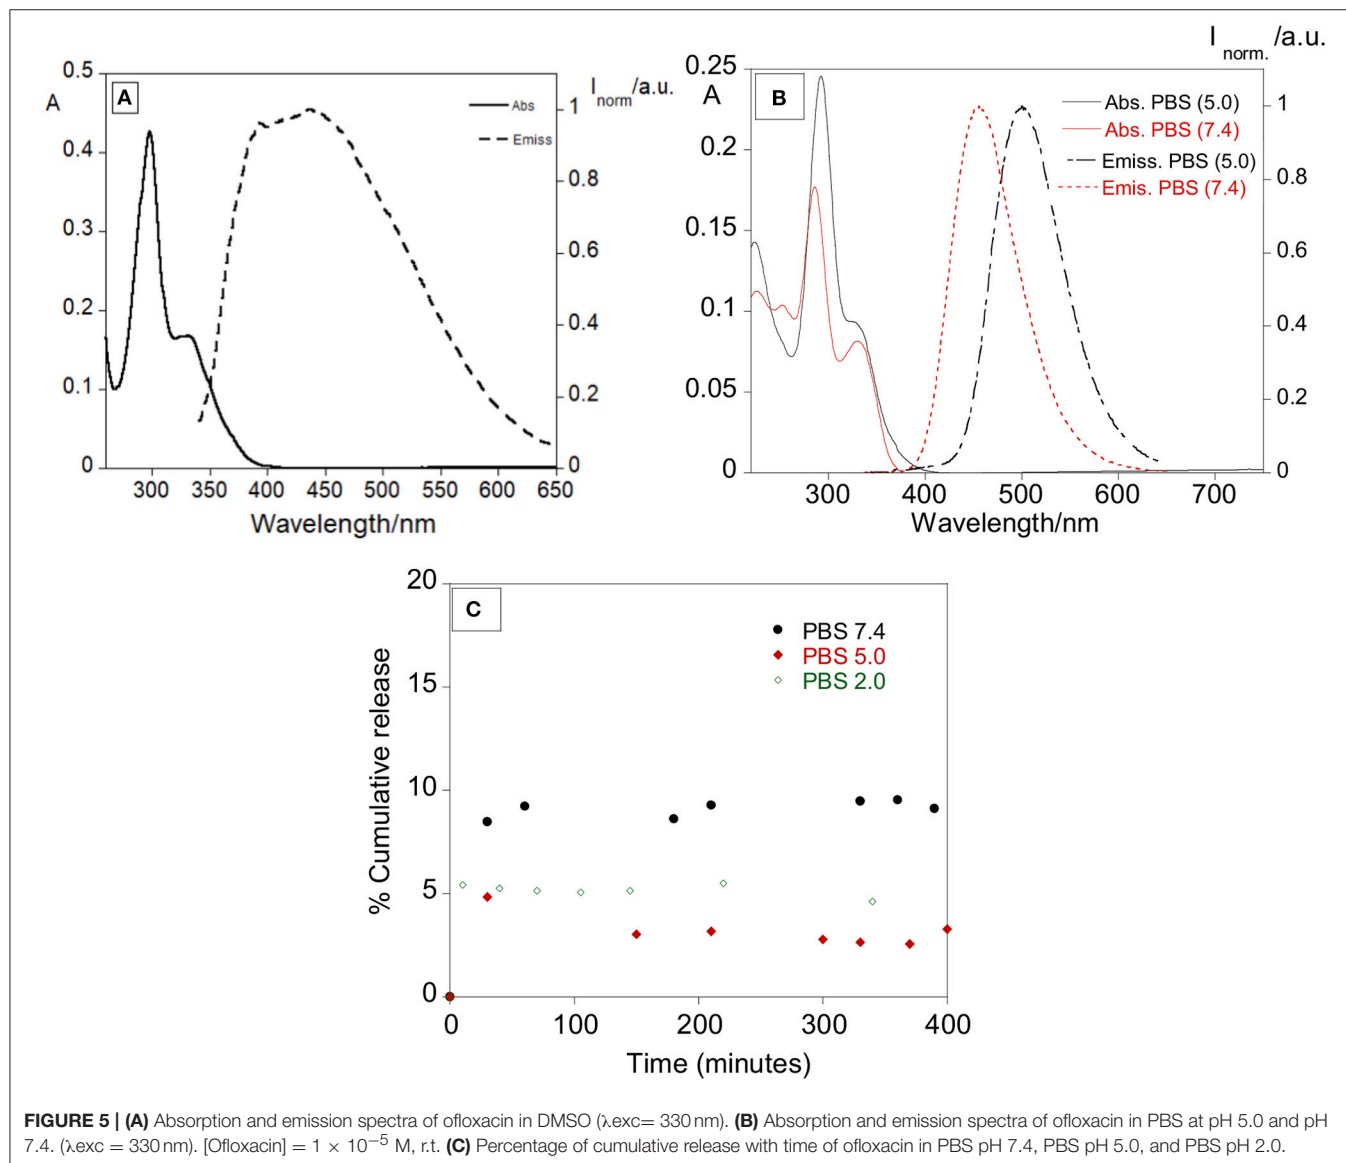 I norm. /a.u.
0.5
A
A
I norm/a.u.
Abs
Emiss
1
0.4
0.8
0.3
0.6
0.2
0.4
0.1
0.2
0
0
300 350 400 450 500 550 600 650
Wavelength/nm
0.25
A
B
Abs. PBS (5.0)
Abs. PBS (7.4)
Emiss. PBS (5.0)
Emis. PBS (7.4)
1
0.2
0.8
0.15
0.6
0.1
0.4
0.05
0.2
0
0
300 400 500 600 700
Wavelength/nm
20
C
PBS 7.4
PBS 5.0
PBS 2.0
15
10
5
0
% Cumulative release
0 100 200 300 400
Time (minutes)
FIGURE 5 | (A) Absorption and emission spectra of ofloxacin in DMSO (λexc= 330 nm). (B) Absorption and emission spectra of ofloxacin in PBS at pH 5.0 and pH
7.4. (λexc = 330 nm). [Ofloxacin] = 1 × 10⁻⁵ M, r.t. (C) Percentage of cumulative release with time of ofloxacin in PBS pH 7.4, PBS pH 5.0, and PBS pH 2.0.